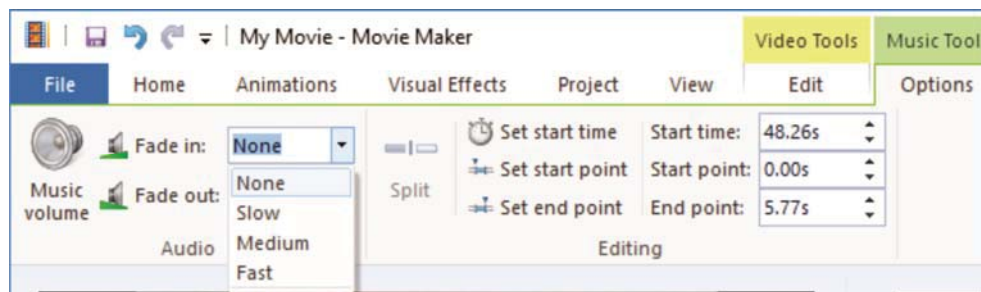 My Movie - Movie Maker
Video Tools
Music Tool
File
Home
Animations
Visual Effects
Project
View
Edit
Options
Music volume
Fade in:
None
Fade out:
None
Slow
Medium
Fast
Audio
Split
Set start time
Set start point
Set end point
Start time:
48.26s
Start point:
0.00s
End point:
5.77s
Editing